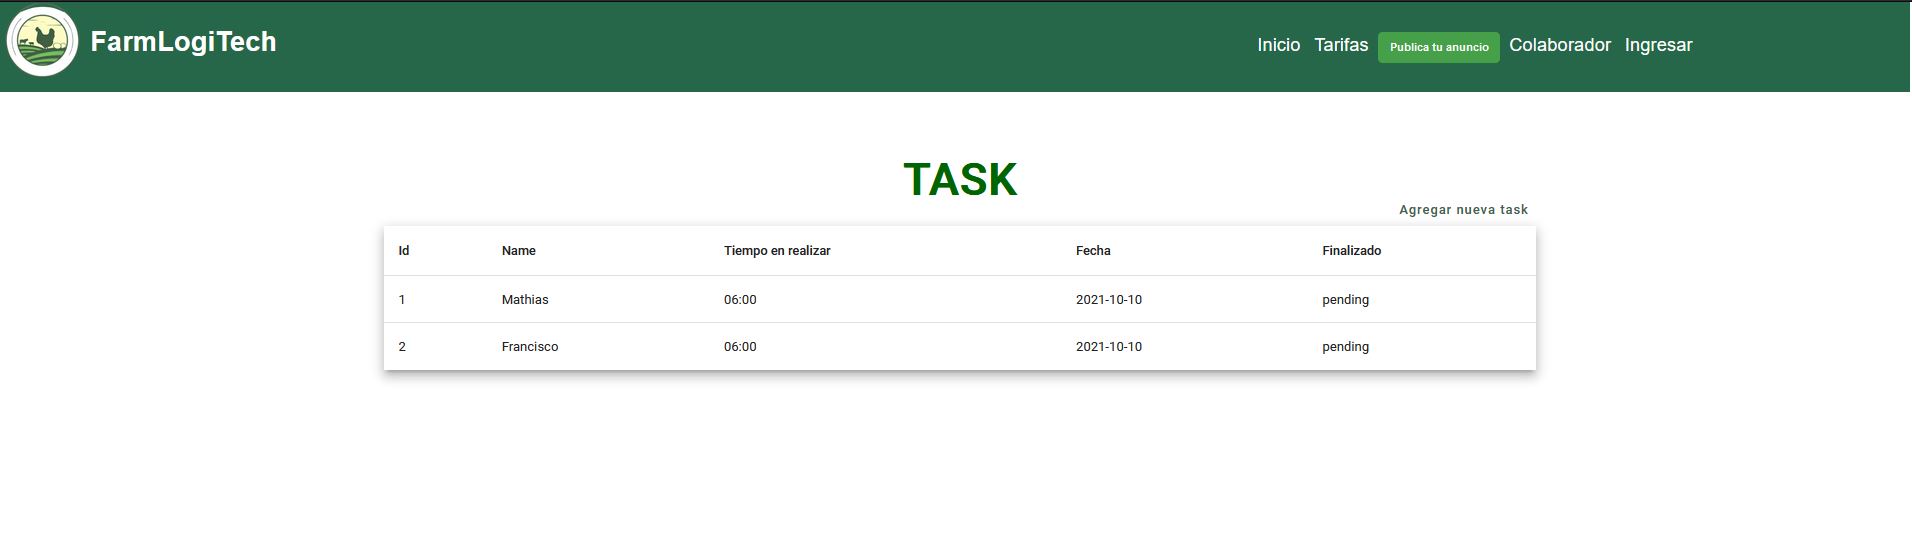 FarmLogiTech
Inicio Tarifas Publica tu anuncio Colaborador Ingresar
TASK
Agregar nueva task
Id Name Tiempo en realizar Fecha Finalizado
1 Mathias 06:00 2021-10-10 pending
2 Francisco 06:00 2021-10-10 pending